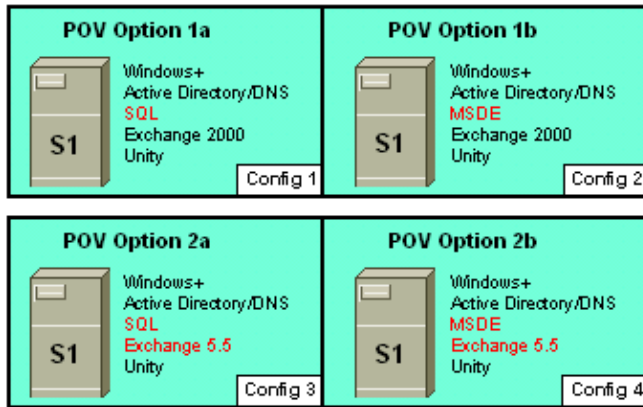 POV Option 1a
Windows+
Active Directory/DNS
SQL
Exchange 2000
Unity
S1
Config 1
POV Option 1b
Windows+
Active Directory/DNS
MSDE
Exchange 2000
Unity
S1
Config 2
POV Option 2a
Windows+
Active Directory/DNS
SQL
Exchange 5.5
Unity
S1
Config 3
POV Option 2b
Windows+
Active Directory/DNS
MSDE
Exchange 5.5
Unity
S1
Config 4